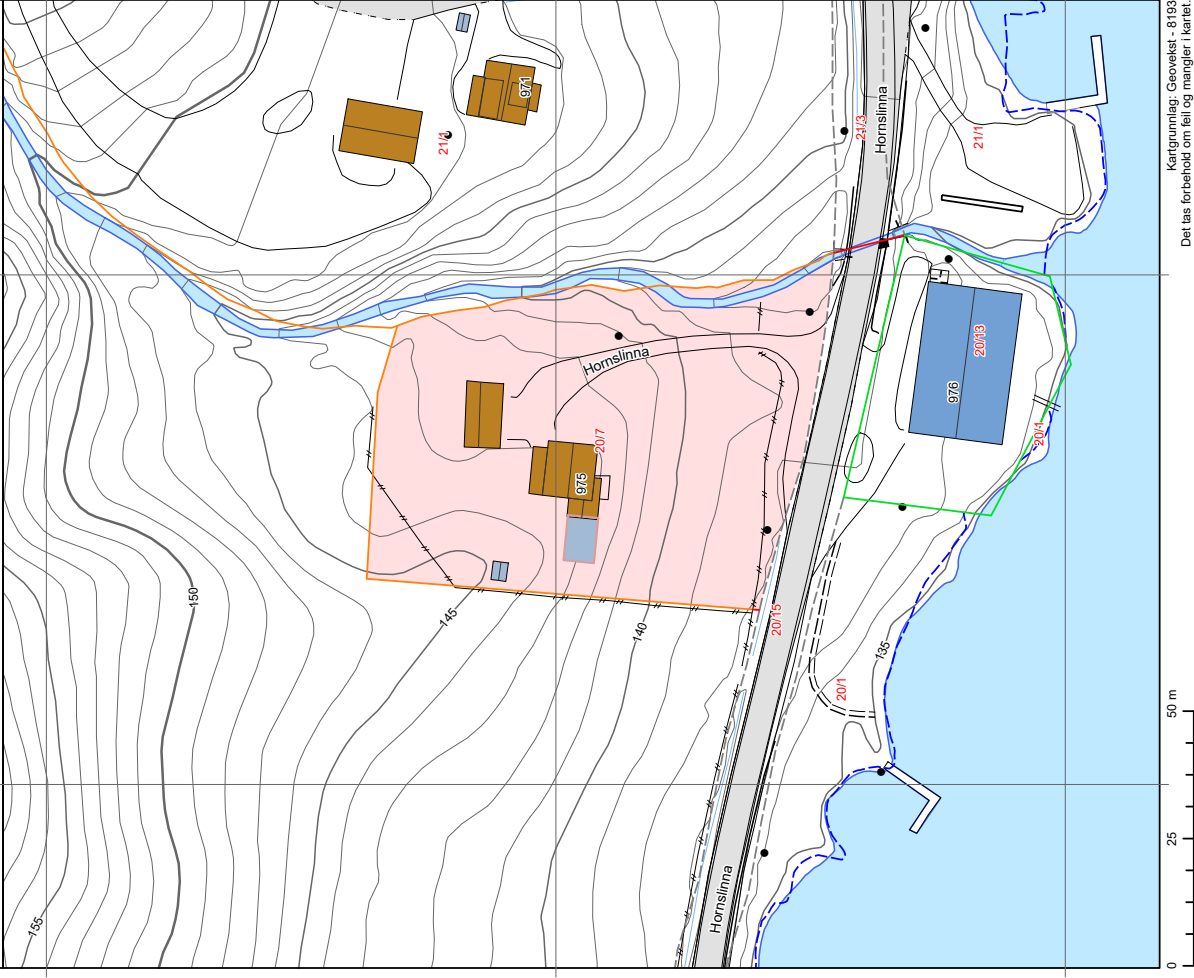 971
21/1
21/3
Hornslinna
21/1
Hornslinna
20/7
975
976
20/13
20/1
150
145
140
20/15
135
20/1
155
Hornslinna
0 25 50 m
Kartgrunnlag: Geovekst - 8193
Det tas forbehold om feil og mangler i kartet.